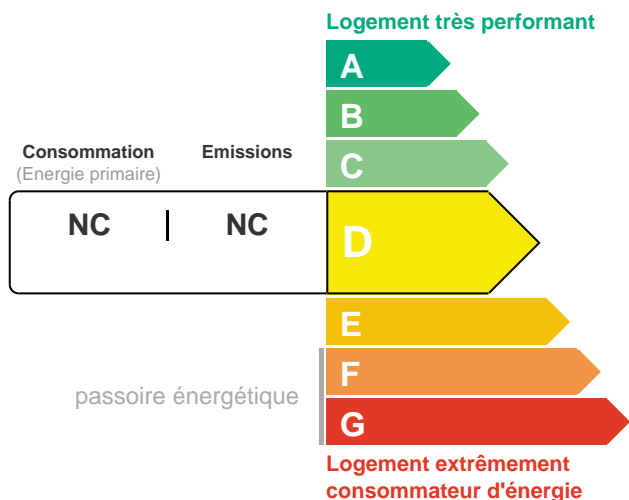 Logement très performant
A
B
Consommation Emissions
(Energie primaire)
C
NC | NC
D
E
F
passoire énergétique
G
Logement extrêmement
consommateur d'énergie